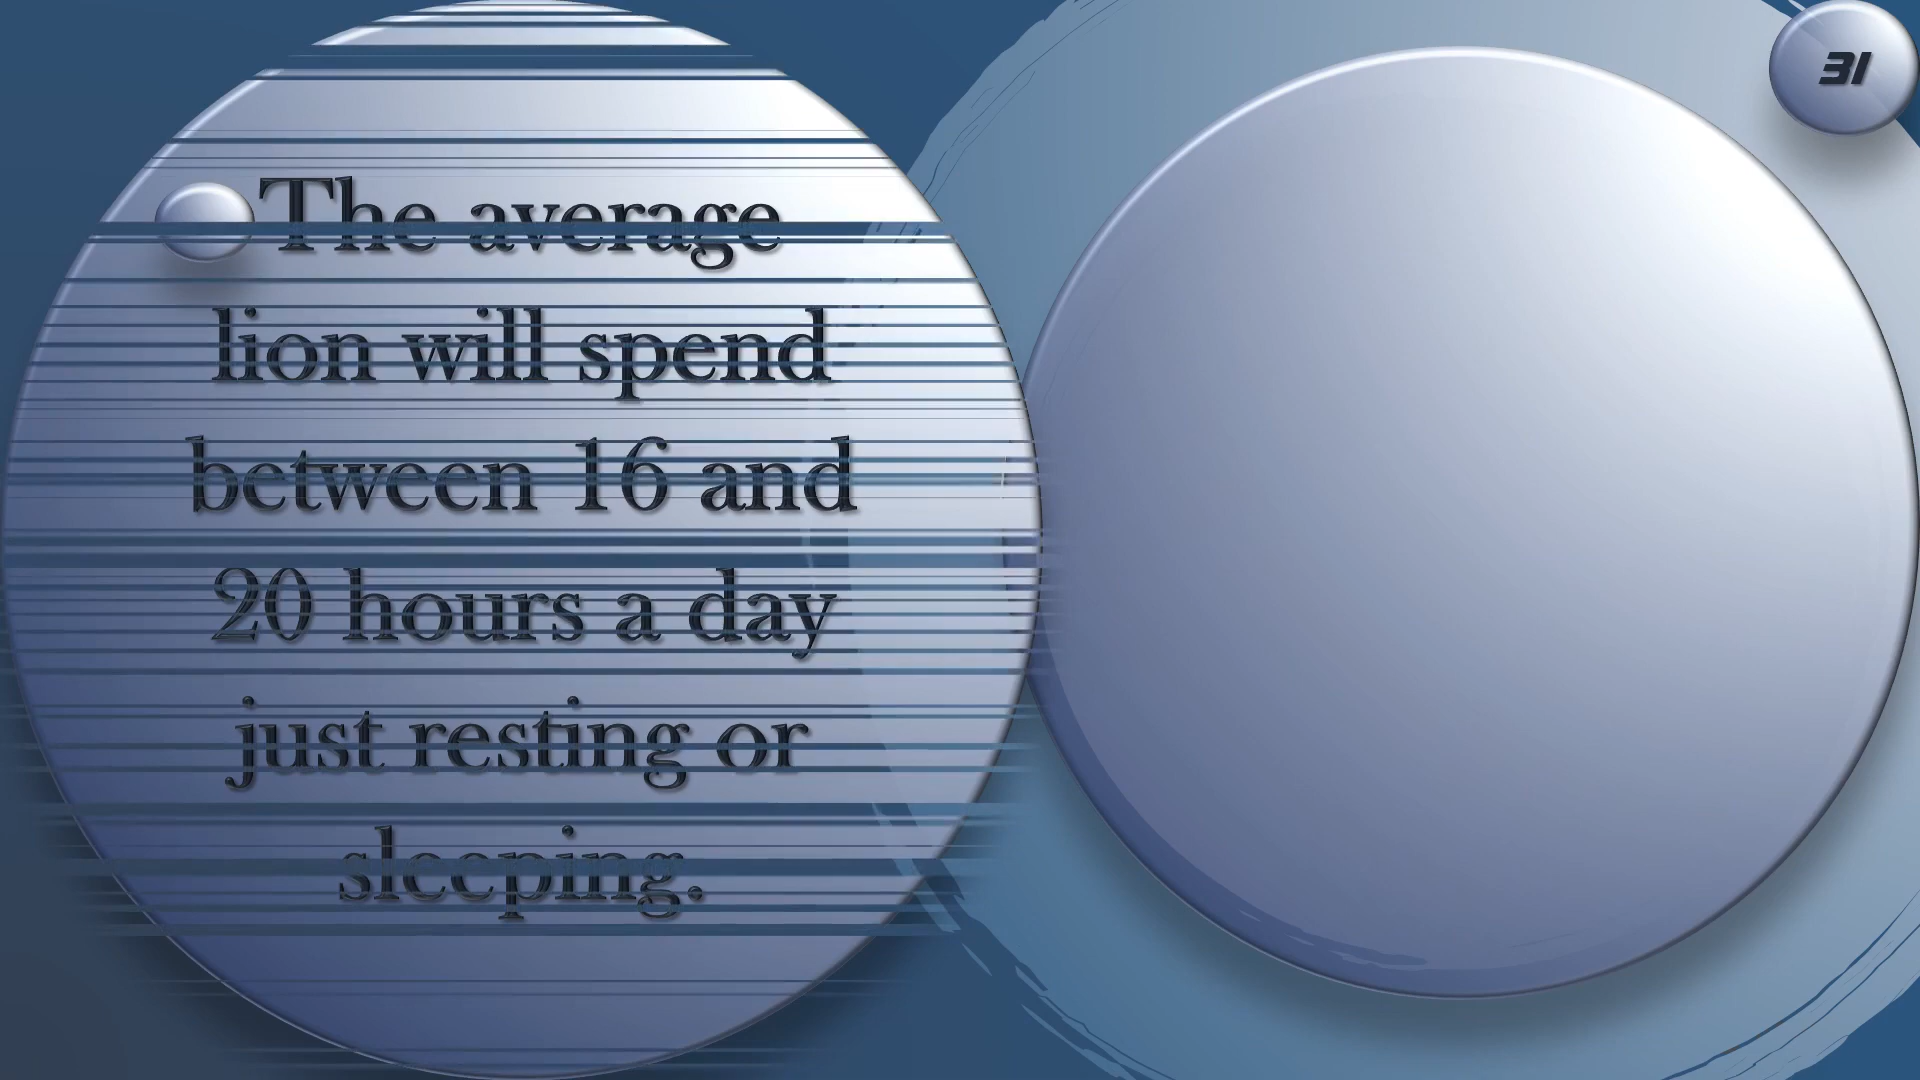 The average
lion will spend
between 16 and
20 hours a day
just resting or
sleeping.
31